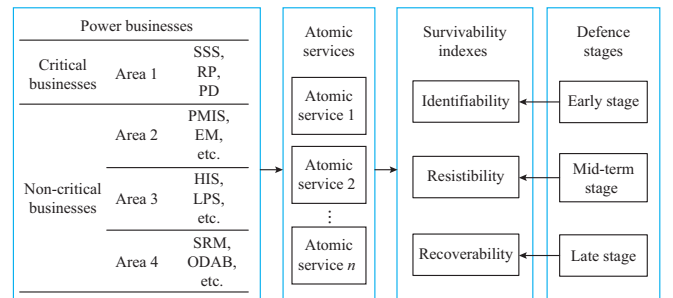 Power businesses
Critical
businesses
Area 1
SSS,
RP,
PD
Non-critical
businesses
Area 2
PMIS,
EM,
etc.
Area 3
HIS,
LPS,
etc.
Area 4
SRM,
ODAB,
etc.
Atomic
services
Atomic
service 1
Atomic
service 2
⋮
Atomic
service n
Survivability
indexes
Identifiability
Resistibility
Recoverability
Defence
stages
Early stage
Mid-term
stage
Late stage